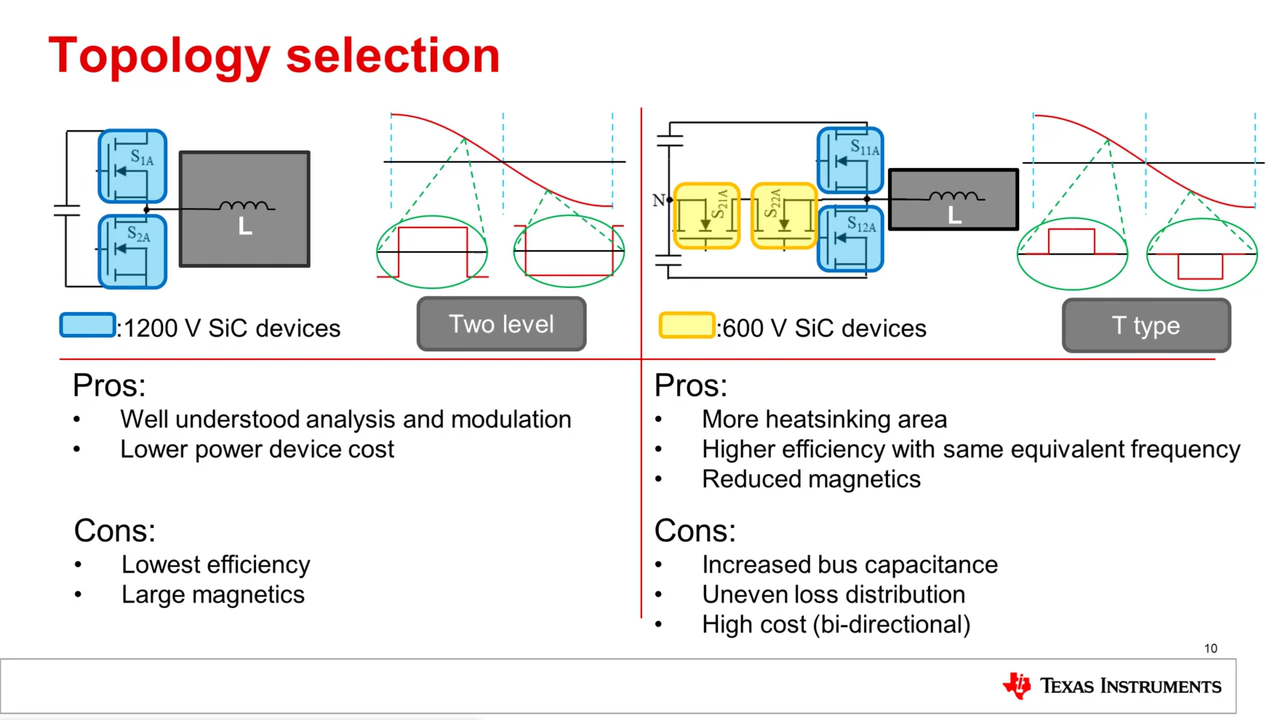 Topology selection
S1A
S2A
L
:1200 V SiC devices
Two level
N
S21A
S22A
S11A
S12A
L
:600 V SiC devices
T type
Pros:
• Well understood analysis and modulation
• Lower power device cost
Cons:
• Lowest efficiency
• Large magnetics
Pros:
• More heatsinking area
• Higher efficiency with same equivalent frequency
• Reduced magnetics
Cons:
• Increased bus capacitance
• Uneven loss distribution
• High cost (bi-directional)
10
TEXAS INSTRUMENTS